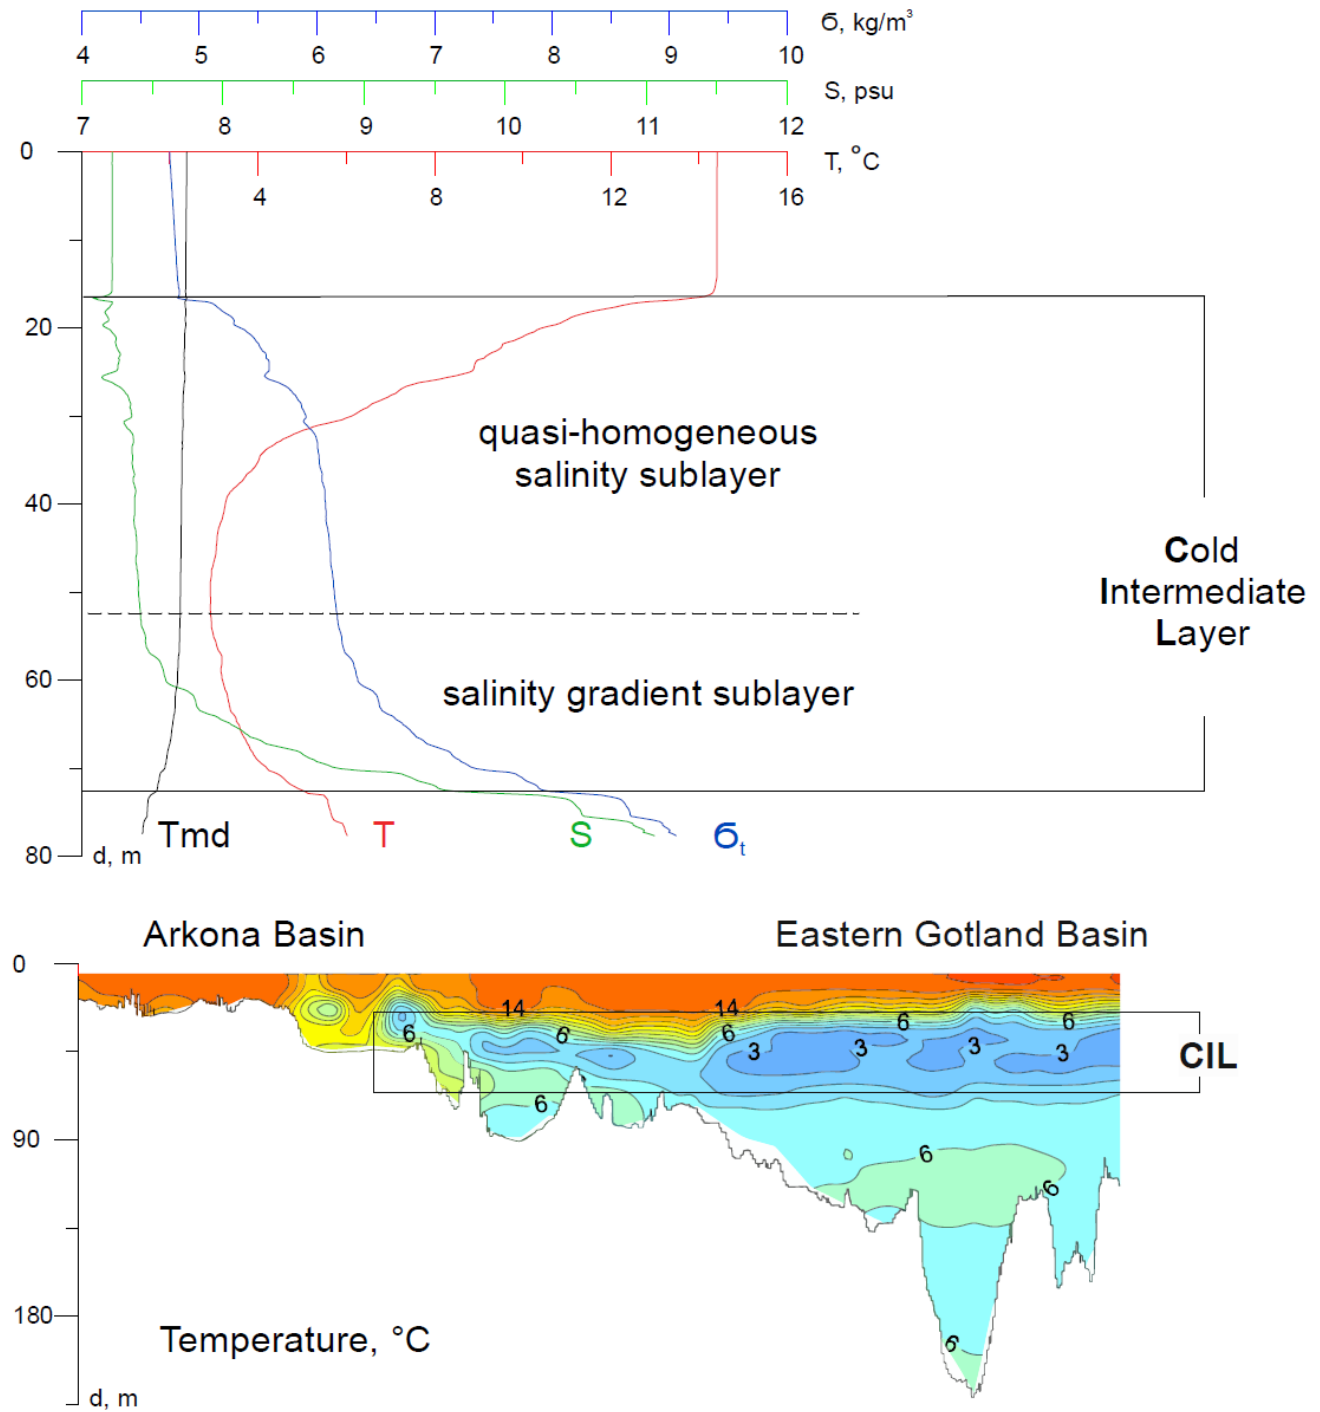 4 5 6 7 8 9 10 б, kg/m³
7 8 9 10 11 12 S, psu
4 8 12 16 T, °C
0
20
40
60
80
d, m
quasi-homogeneous
salinity sublayer
salinity gradient sublayer
Cold
Intermediate
Layer
Tmd T S бt
Arkona Basin Eastern Gotland Basin
0
90
180
d, m
14 14
6 6 6 6 6
3 3 3 3
CIL
6
6
6
6
Temperature, °C